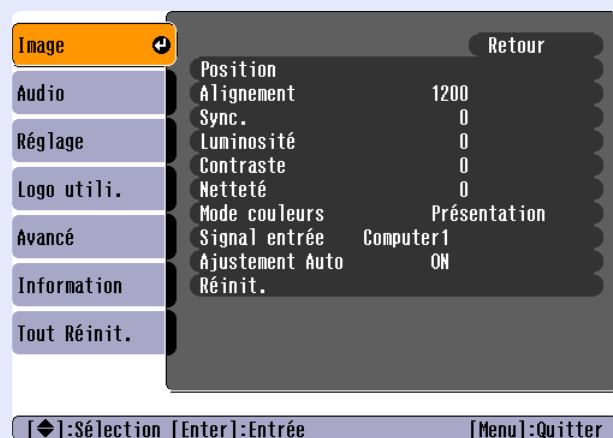 Image
Audio
Réglage
Logo utili.
Avancé
Information
Tout Réinit.
Retour
Position
Alignement 1200
Sync. 0
Luminosité 0
Contraste 0
Netteté 0
Mode couleurs Présentation
Signal entrée Computer1
Ajustement Auto ON
Réinit.
[◆]:Sélection [Enter]:Entrée [Menu]:Quitter